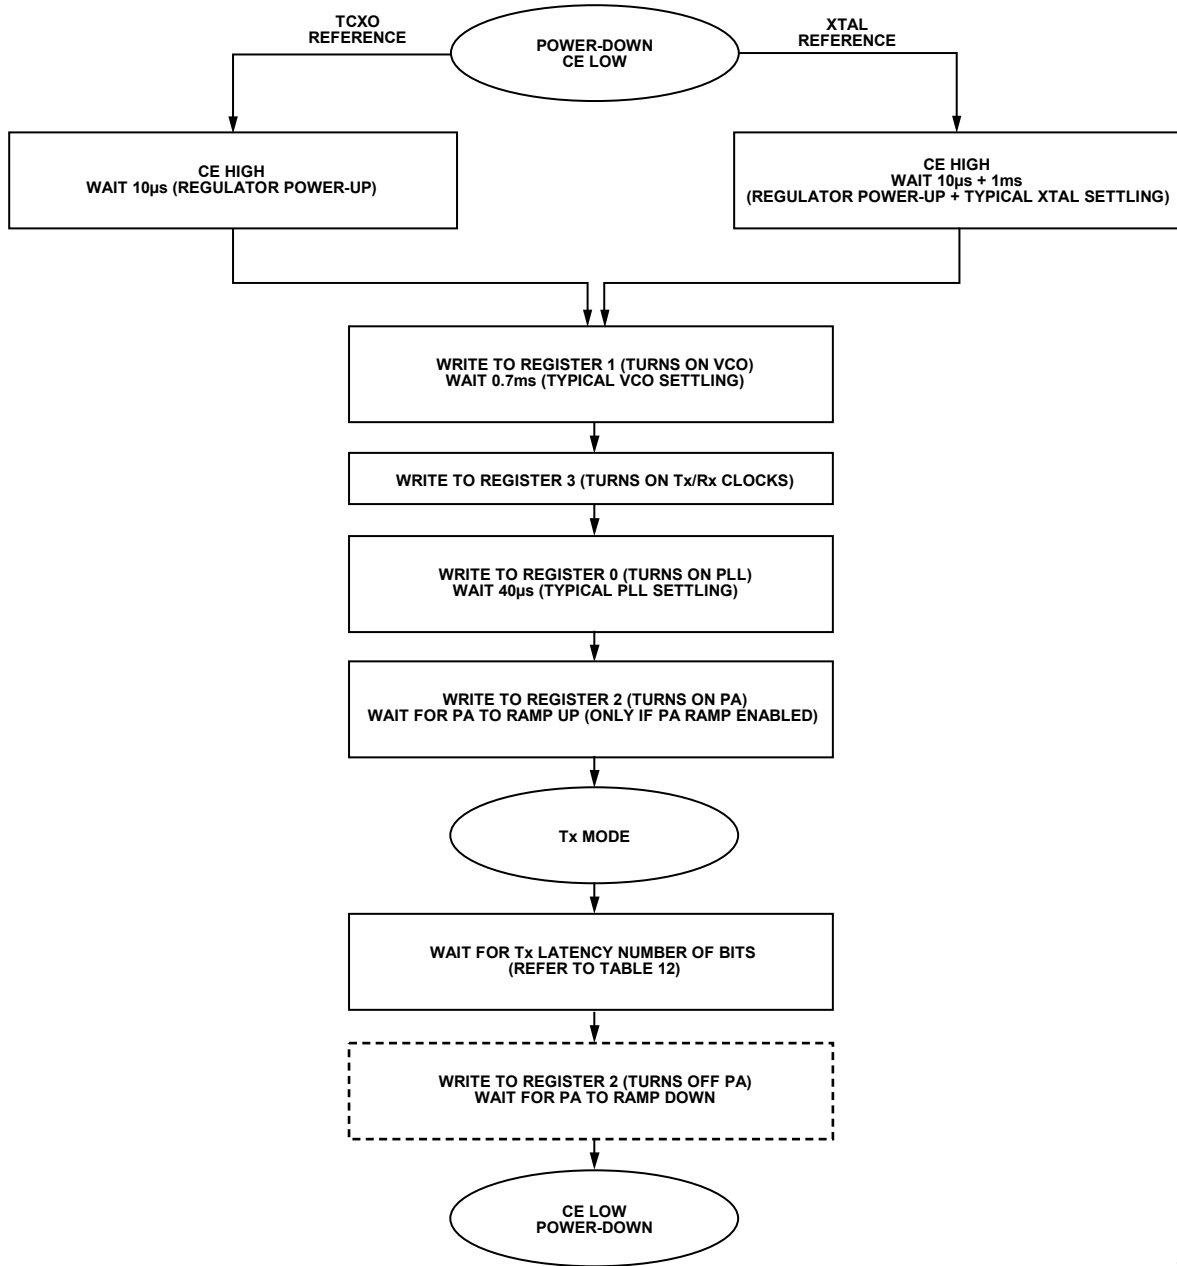 TCXO
REFERENCE
XTAL
REFERENCE
POWER-DOWN
CE LOW
CE HIGH
WAIT 10µs (REGULATOR POWER-UP)
CE HIGH
WAIT 10µs + 1ms
(REGULATOR POWER-UP + TYPICAL XTAL SETTLING)
WRITE TO REGISTER 1 (TURNS ON VCO)
WAIT 0.7ms (TYPICAL VCO SETTLING)
WRITE TO REGISTER 3 (TURNS ON Tx/Rx CLOCKS)
WRITE TO REGISTER 0 (TURNS ON PLL)
WAIT 40µs (TYPICAL PLL SETTLING)
WRITE TO REGISTER 2 (TURNS ON PA)
WAIT FOR PA TO RAMP UP (ONLY IF PA RAMP ENABLED)
Tx MODE
WAIT FOR Tx LATENCY NUMBER OF BITS
(REFER TO TABLE 12)
WRITE TO REGISTER 2 (TURNS OFF PA)
WAIT FOR PA TO RAMP DOWN
CE LOW
POWER-DOWN